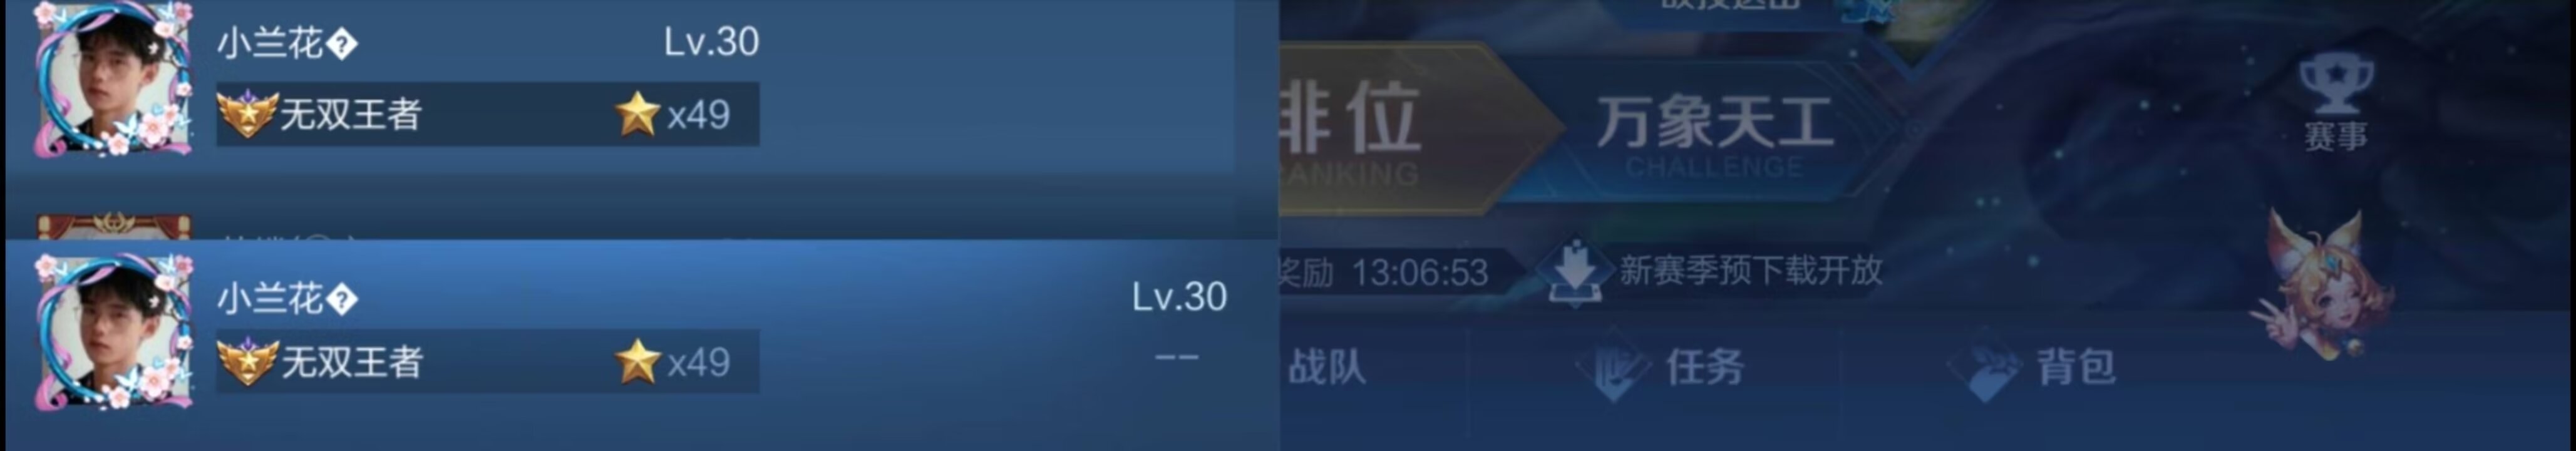 小兰花�
Lv.30
无双王者
x49
小兰花�
Lv.30
无双王者
x49
--
排位
RANKING
万象天工
CHALLENGE
赛事
奖励 13:06:53
新赛季预下载开放
战队
任务
背包